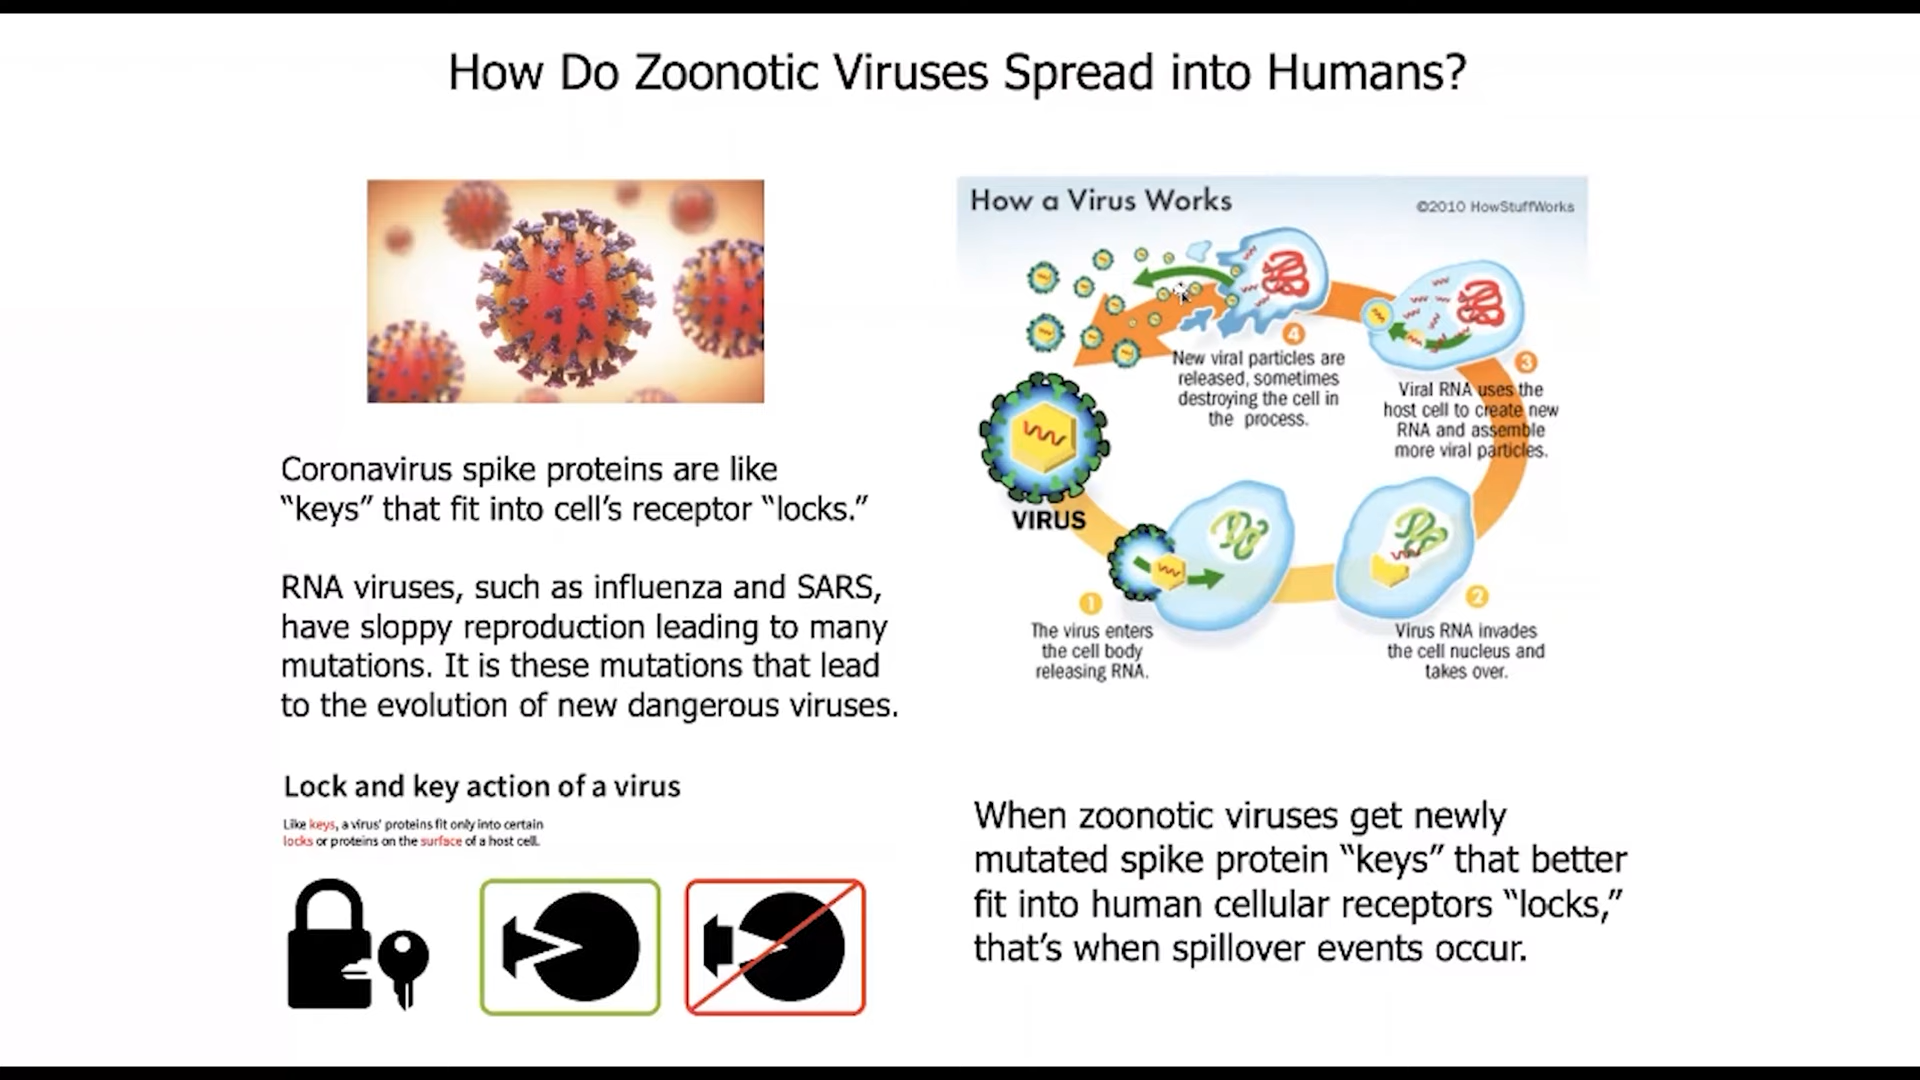 How Do Zoonotic Viruses Spread into Humans?
Coronavirus spike proteins are like
“keys” that fit into cell’s receptor “locks.”
RNA viruses, such as influenza and SARS,
have sloppy reproduction leading to many
mutations. It is these mutations that lead
to the evolution of new dangerous viruses.
Lock and key action of a virus
Like keys, a virus' proteins fit only into certain
locks or proteins on the surface of a host cell.
How a Virus Works
©2010 HowStuffWorks
4
New viral particles are
released, sometimes
destroying the cell in
the process.
3
Viral RNA uses the
host cell to create new
RNA and assemble
more viral particles.
VIRUS
1
The virus enters
the cell body
releasing RNA.
2
Virus RNA invades
the cell nucleus and
takes over.
When zoonotic viruses get newly
mutated spike protein “keys” that better
fit into human cellular receptors “locks,”
that’s when spillover events occur.